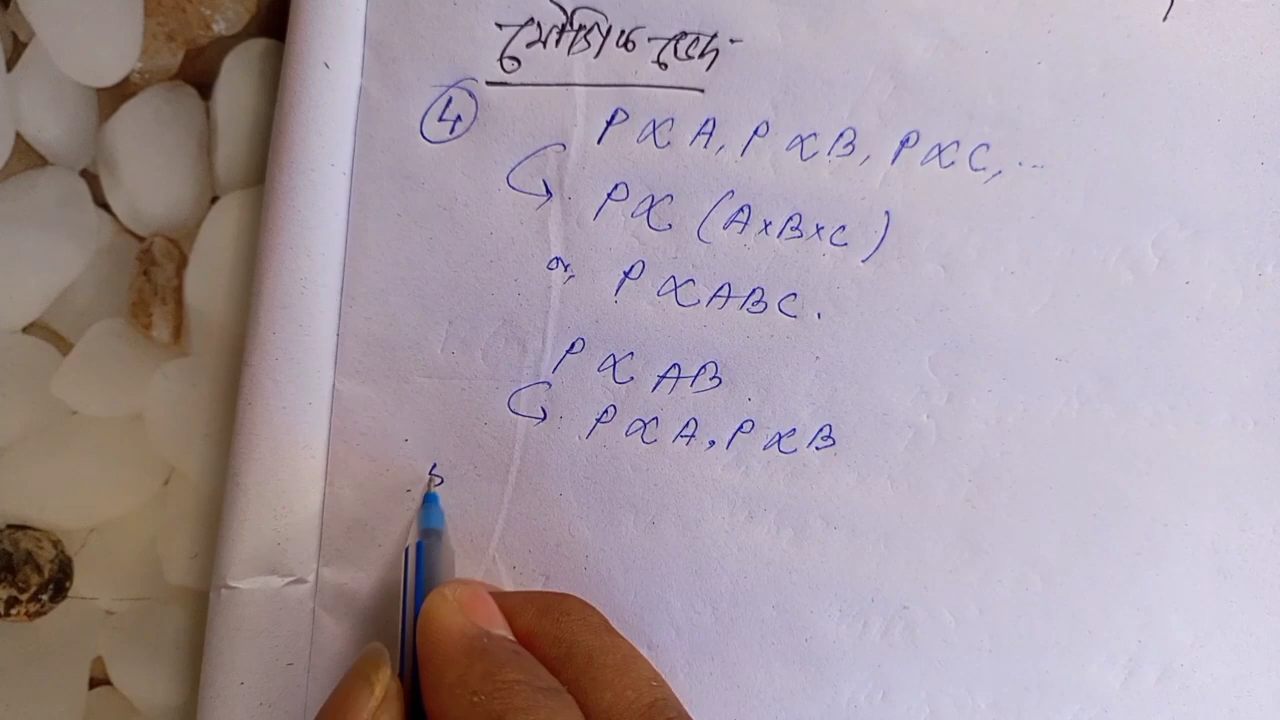 যৌগিক ভেদ
④ P ∝ A, P ∝ B, P ∝ C, ...
P ∝ (A×B×C)
or, P ∝ ABC.
P ∝ AB
P ∝ A, P ∝ B